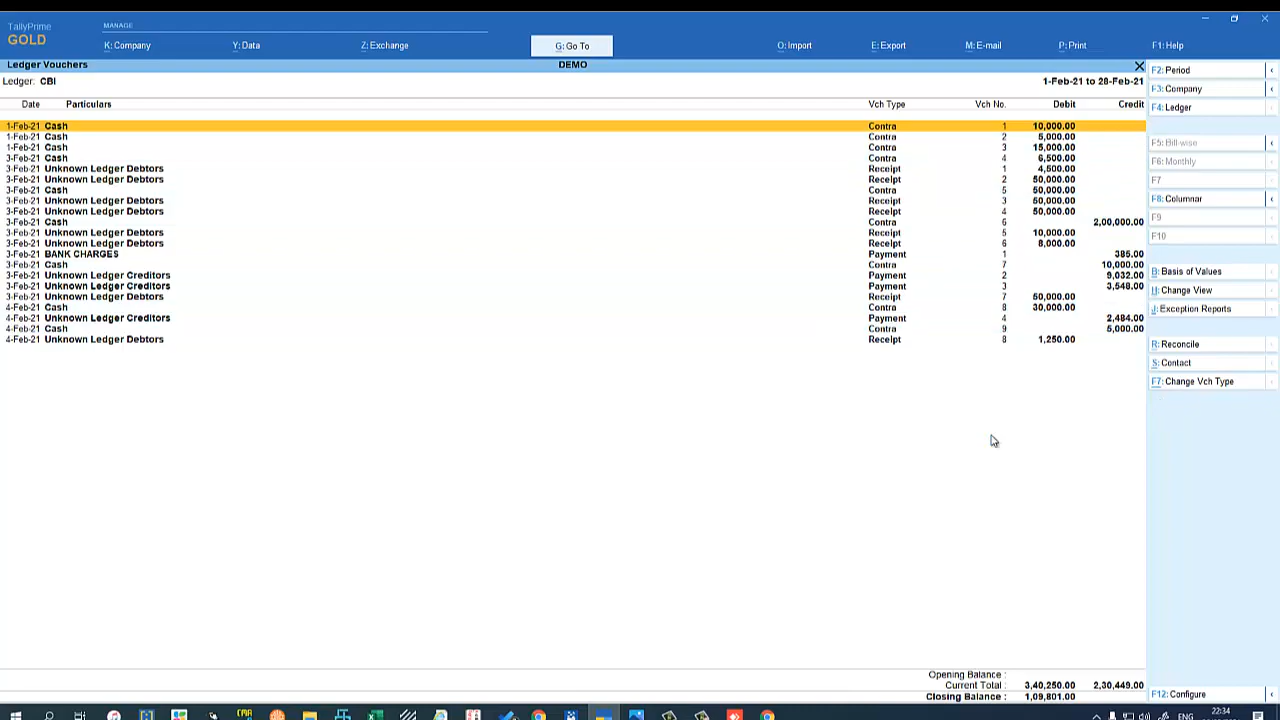 TallyPrime
GOLD
MANAGE
K: Company
Y: Data
Z: Exchange
G: Go To
O: Import
E: Export
M: E-mail
P: Print
F1: Help
Ledger Vouchers
DEMO
Ledger: CBI
1-Feb-21 to 28-Feb-21
Date Particulars Vch Type Vch No. Debit Credit
1-Feb-21 Cash Contra 1 10,000.00
1-Feb-21 Cash Contra 2 5,000.00
1-Feb-21 Cash Contra 3 15,000.00
3-Feb-21 Cash Contra 4 6,500.00
3-Feb-21 Unknown Ledger Debtors Receipt 1 4,500.00
3-Feb-21 Unknown Ledger Debtors Receipt 2 50,000.00
3-Feb-21 Cash Contra 5 50,000.00
3-Feb-21 Unknown Ledger Debtors Receipt 3 50,000.00
3-Feb-21 Unknown Ledger Debtors Receipt 4 50,000.00
3-Feb-21 Cash Contra 6 2,00,000.00
3-Feb-21 Unknown Ledger Debtors Receipt 5 10,000.00
3-Feb-21 Unknown Ledger Debtors Receipt 6 8,000.00
3-Feb-21 BANK CHARGES Payment 1 385.00
3-Feb-21 Cash Contra 7 10,000.00
3-Feb-21 Unknown Ledger Creditors Payment 2 9,032.00
3-Feb-21 Unknown Ledger Creditors Payment 3 3,548.00
3-Feb-21 Unknown Ledger Debtors Receipt 7 50,000.00
4-Feb-21 Cash Contra 8 30,000.00
4-Feb-21 Unknown Ledger Creditors Payment 4 2,484.00
4-Feb-21 Cash Contra 9 5,000.00
4-Feb-21 Unknown Ledger Debtors Receipt 8 1,250.00
Opening Balance :
Current Total : 3,40,250.00 2,30,449.00
Closing Balance : 1,09,801.00
F2: Period
F3: Company
F4: Ledger
F5: Bill-wise
F6: Monthly
F7
F8: Columnar
F9
F10
B: Basis of Values
H: Change View
J: Exception Reports
R: Reconcile
S: Contact
F7: Change Vch Type
F12: Configure
CMA
ENG
22:34